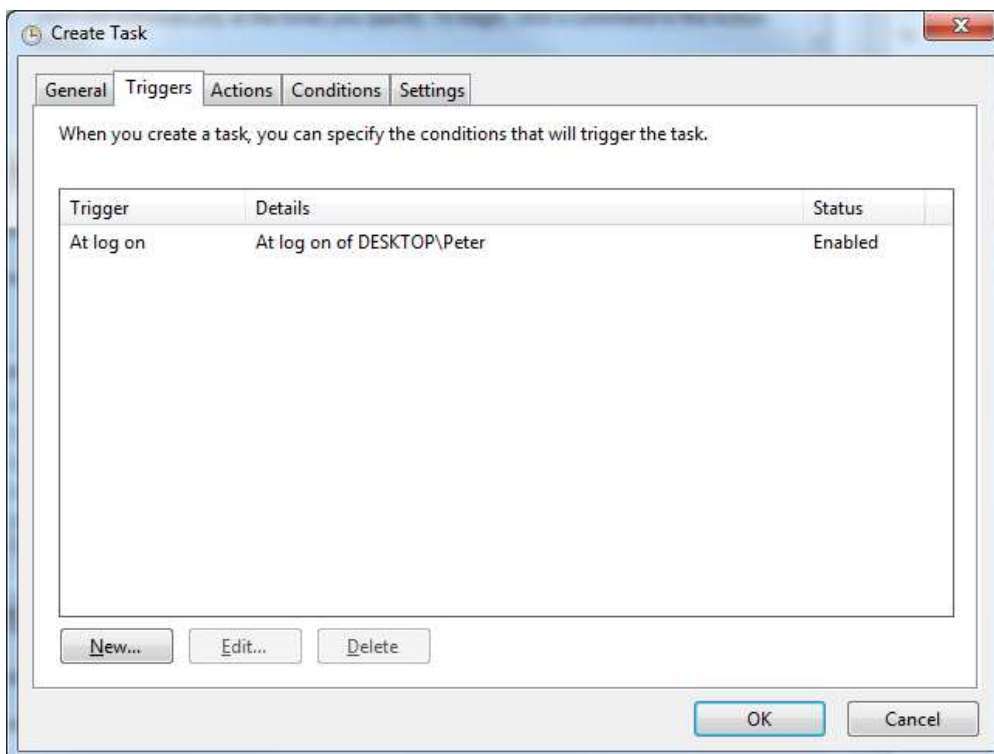 Create Task
General Triggers Actions Conditions Settings
When you create a task, you can specify the conditions that will trigger the task.
Trigger Details Status
At log on At log on of DESKTOP\Peter Enabled
New... Edit... Delete
OK Cancel